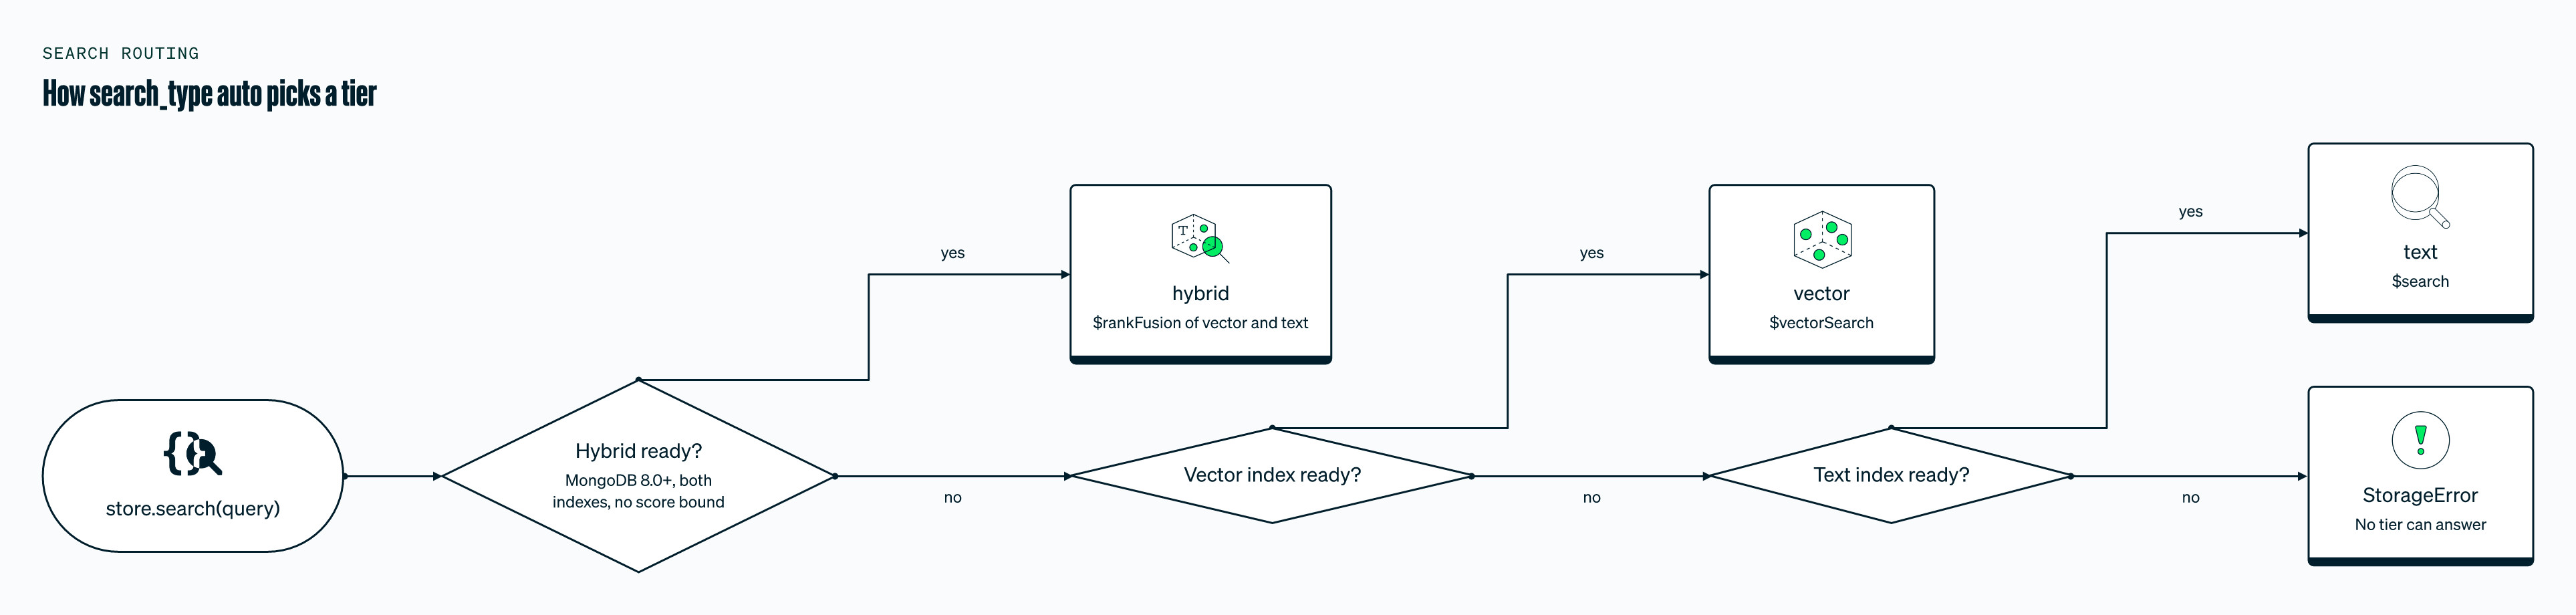 SEARCH ROUTING
How search_type auto picks a tier
store.search(query)
Hybrid ready?
MongoDB 8.0+, both
indexes, no score bound
yes
no
T
hybrid
$rankFusion of vector and text
Vector index ready?
yes
no
vector
$vectorSearch
Text index ready?
yes
no
text
$search
StorageError
No tier can answer